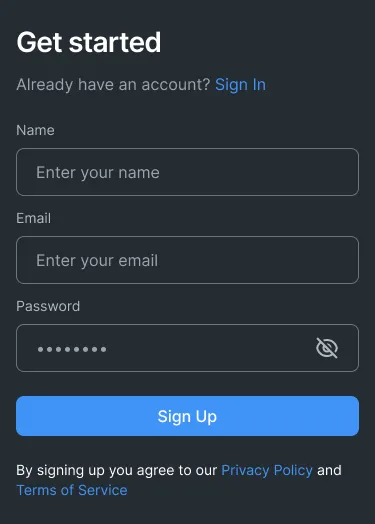 Get started
Already have an account? Sign In
Name
Enter your name
Email
Enter your email
Password
••••••••
Sign Up
By signing up you agree to our Privacy Policy and
Terms of Service